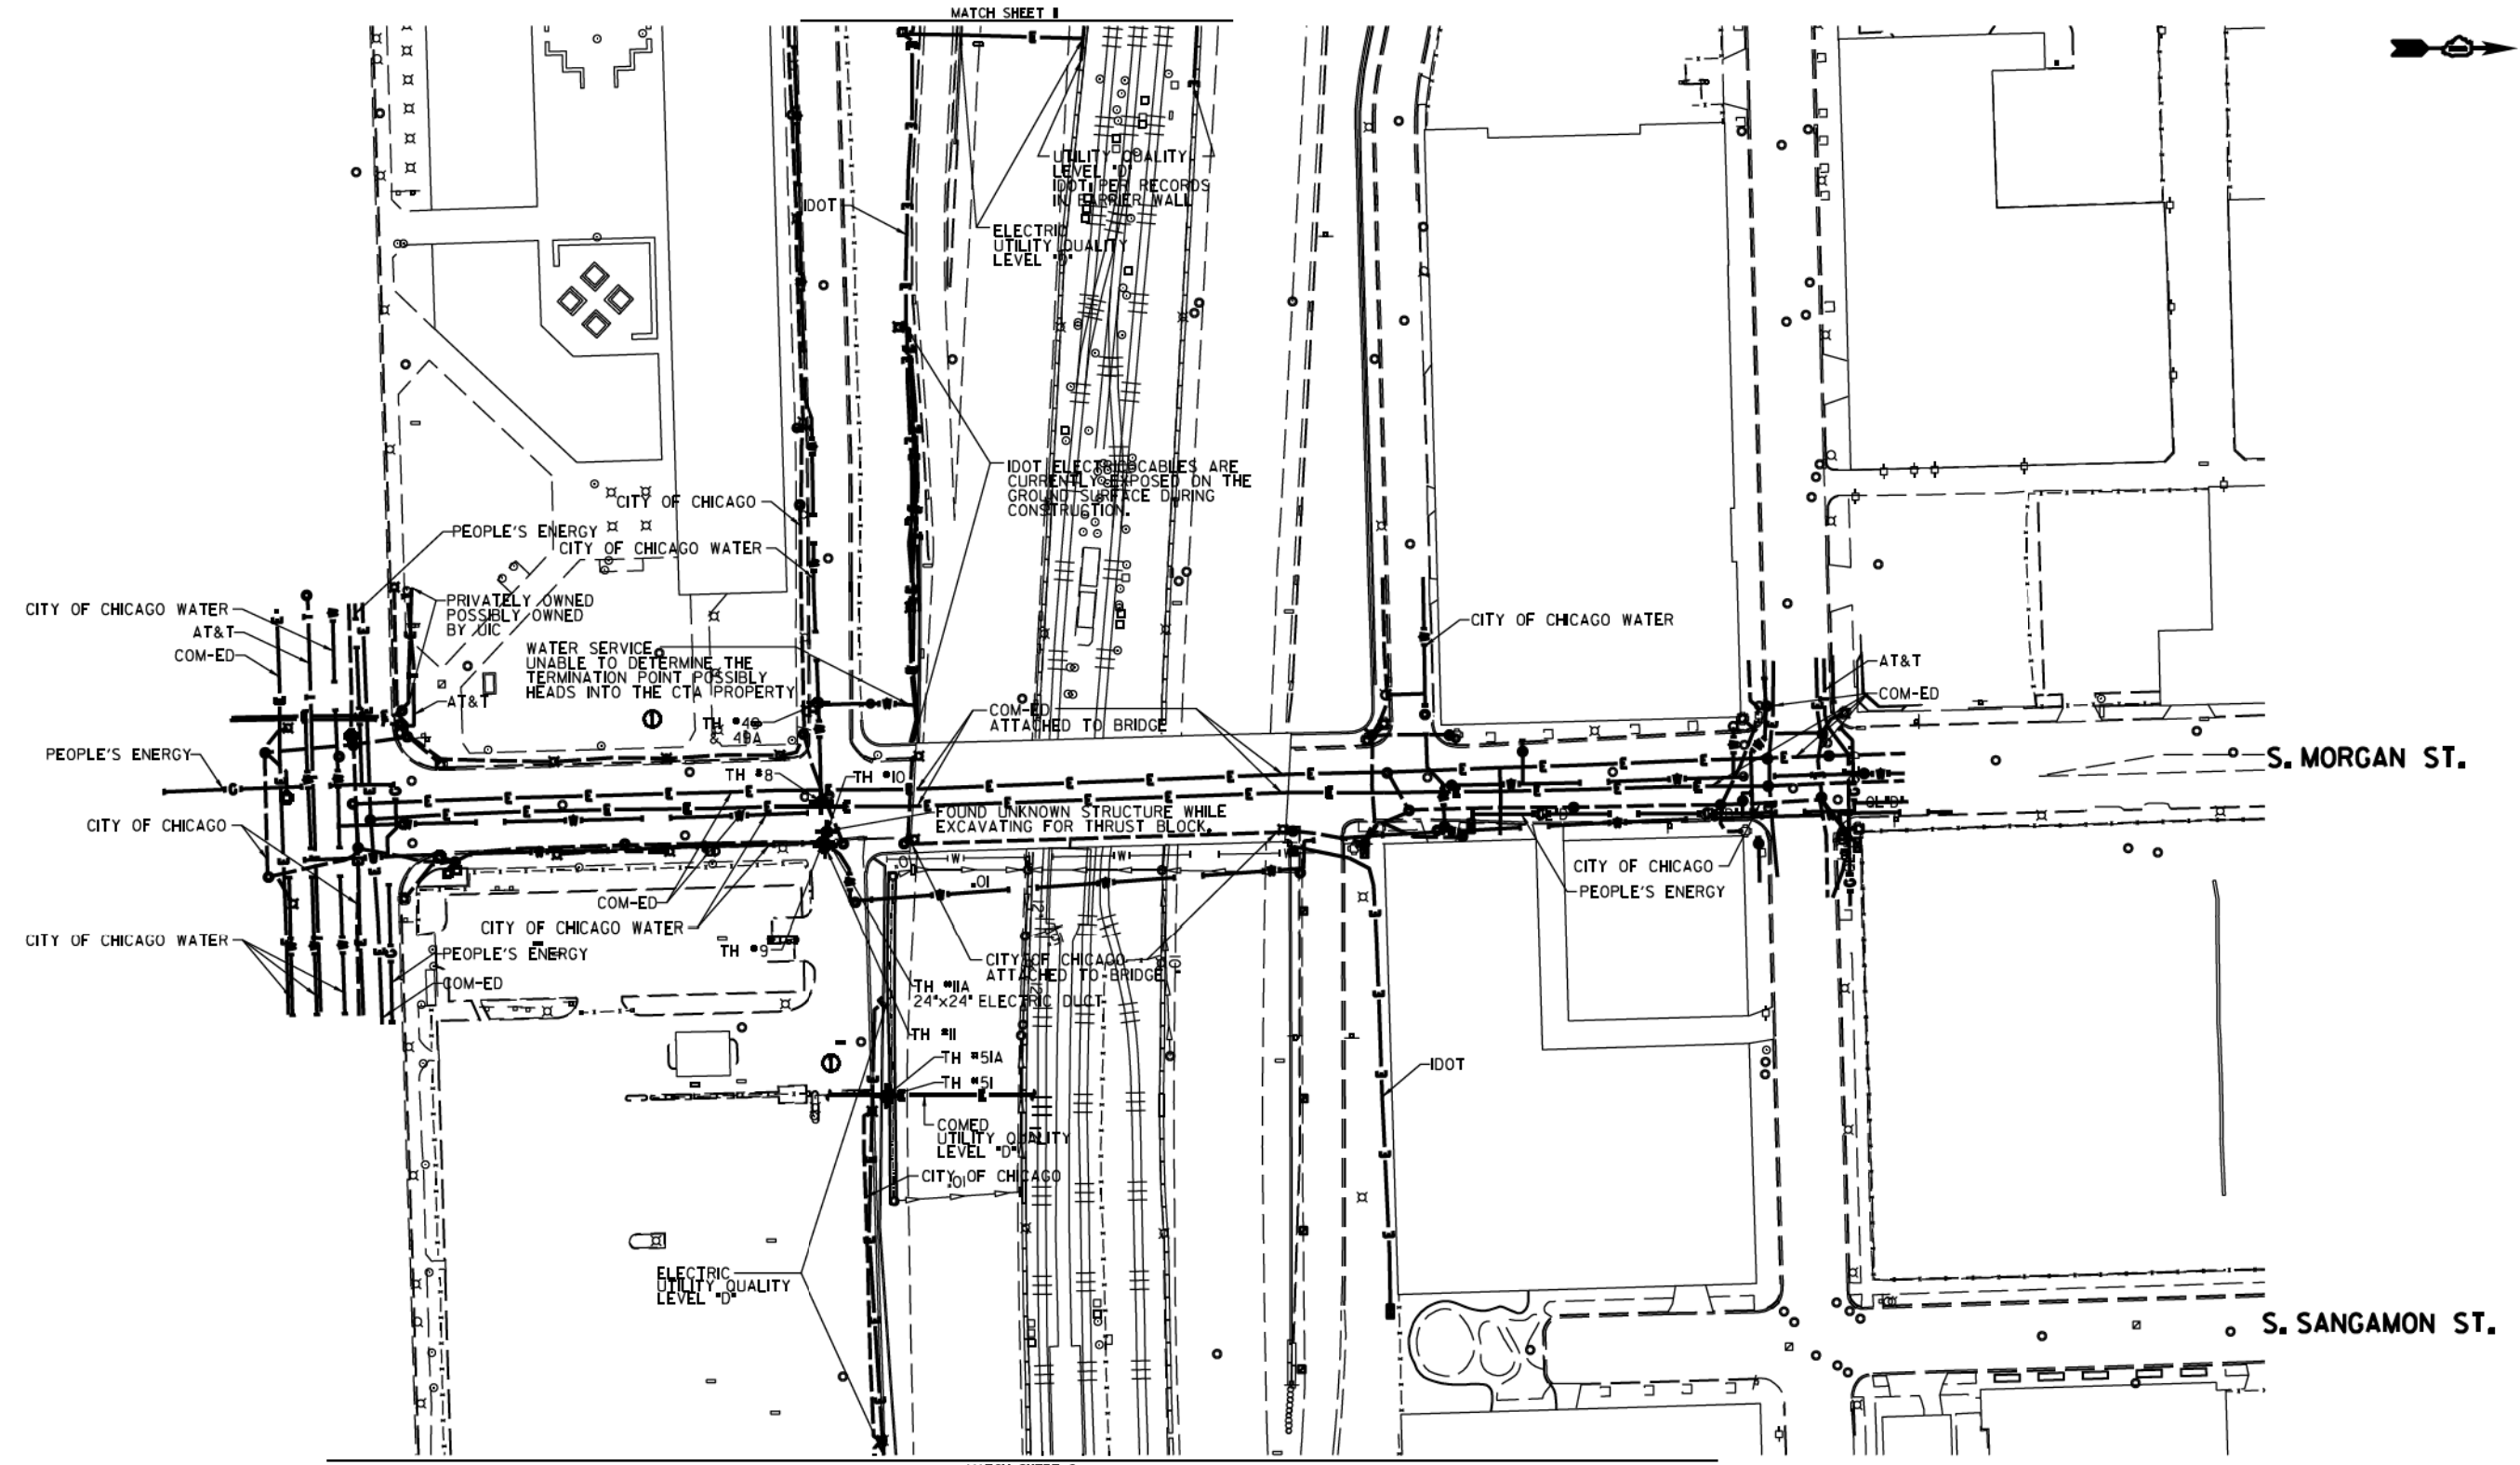 MATCH SHEET 11
UTILITY QUALITY
LEVEL "D"
IDOT PER RECORDS
IN BARRIER WALL
IDOT
ELECTRIC
UTILITY QUALITY
LEVEL "D"
IDOT ELECTRIC CABLES ARE
CURRENTLY EXPOSED ON THE
GROUND SURFACE DURING
CONSTRUCTION.
CITY OF CHICAGO
PEOPLE'S ENERGY
CITY OF CHICAGO WATER
CITY OF CHICAGO WATER
AT&T
COM-ED
PRIVATELY OWNED
POSSIBLY OWNED
BY UIC
WATER SERVICE
UNABLE TO DETERMINE THE
TERMINATION POINT POSSIBLY
HEADS INTO THE CTA PROPERTY
CITY OF CHICAGO WATER
AT&T
COM-ED
AT&T
1
TH #49
& 49A
COM-ED
ATTACHED TO BRIDGE
PEOPLE'S ENERGY
TH #8
TH #10
S. MORGAN ST.
FOUND UNKNOWN STRUCTURE WHILE
EXCAVATING FOR THRUST BLOCK.
QL"D"
CITY OF CHICAGO
CITY OF CHICAGO
PEOPLE'S ENERGY
COM-ED
CITY OF CHICAGO WATER
CITY OF CHICAGO WATER
PEOPLE'S ENERGY
COM-ED
TH #9
CITY OF CHICAGO
ATTACHED TO BRIDGE
TH #11A
24"x24" ELECTRIC DUCT
TH #11
1
TH #51A
TH #51
IDOT
COMED
UTILITY QUALITY
LEVEL "D"
CITY OF CHICAGO
ELECTRIC
UTILITY QUALITY
LEVEL "D"
S. SANGAMON ST.